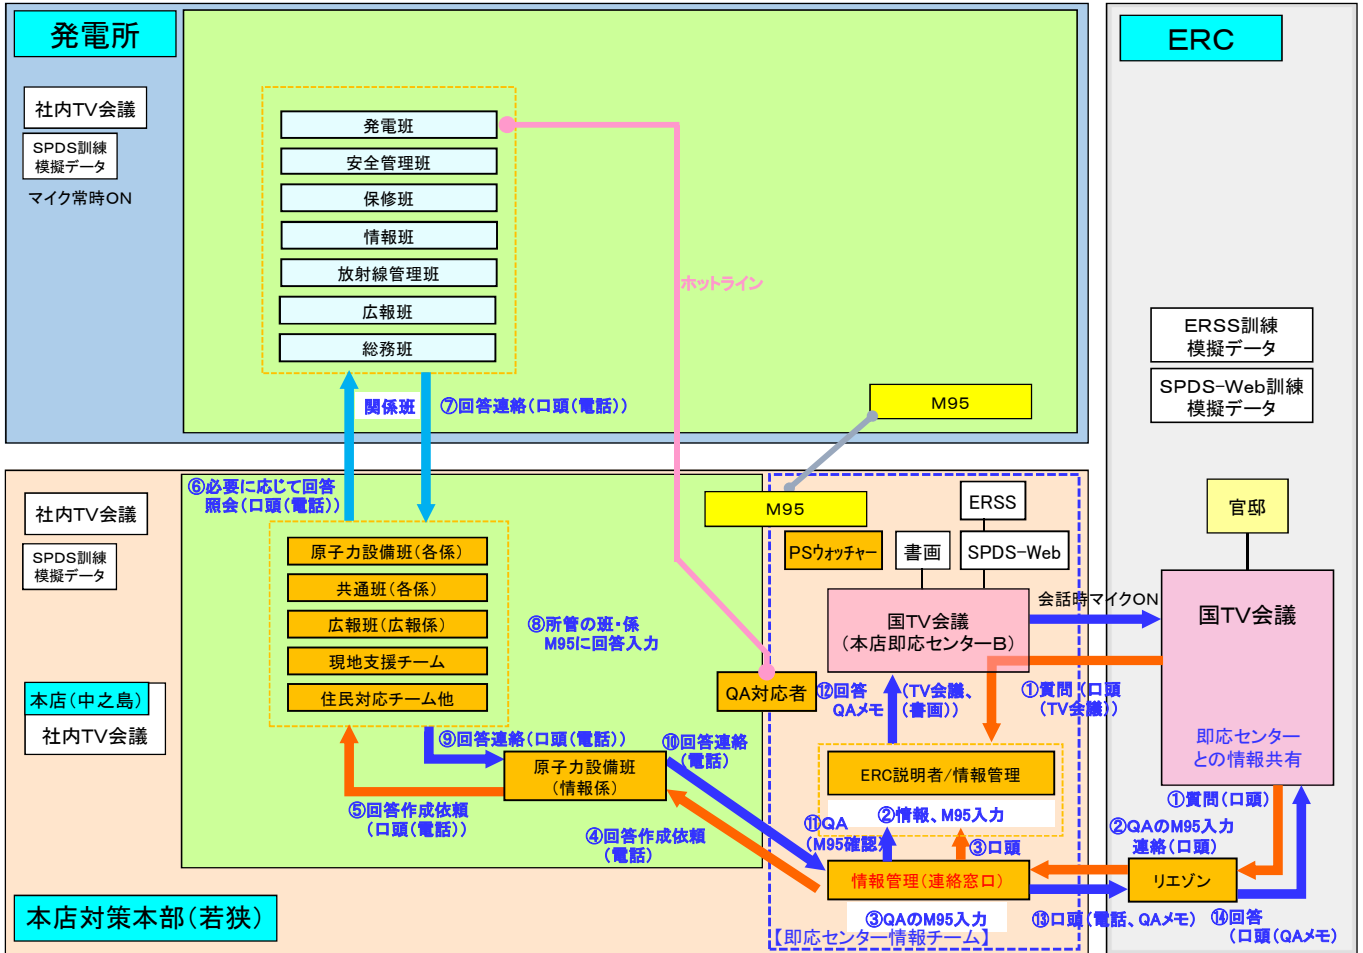 発電所
社内TV会議
SPDS訓練
模擬データ
マイク常時ON
発電班
安全管理班
保修班
情報班
放射線管理班
広報班
総務班
ホットライン
関係班
⑦回答連絡(口頭(電話))
M95
ERC
ERSS訓練
模擬データ
SPDS-Web訓練
模擬データ
官邸
国TV会議
即応センター
との情報共有
①質問(口頭)
②QAのM95入力
連絡(口頭)
リエゾン
⑭回答
(口頭(QAメモ)
⑥必要に応じて回答
照会(口頭(電話))
社内TV会議
SPDS訓練
模擬データ
本店(中之島)
社内TV会議
本店対策本部(若狭)
原子力設備班(各係)
共通班(各係)
広報班(広報係)
現地支援チーム
住民対応チーム他
⑧所管の班・係
M95に回答入力
⑨回答連絡(口頭(電話))
原子力設備班
(情報係)
⑤回答作成依頼
(口頭(電話))
⑩回答連絡
(電話)
④回答作成依頼
(電話)
M95
PSウォッチャー
書画
ERSS
SPDS-Web
国TV会議
(本店即応センターB)
会話時マイクON
QA対応者
⑫回答
QAメモ
(TV会議、
(書画))
①質問(口頭
(TV会議))
ERC説明者/情報管理
②情報、M95入力
⑪QA
(M95確認
③口頭
情報管理(連絡窓口)
③QAのM95入力
⑬口頭(電話、QAメモ)
【即応センター情報チーム】